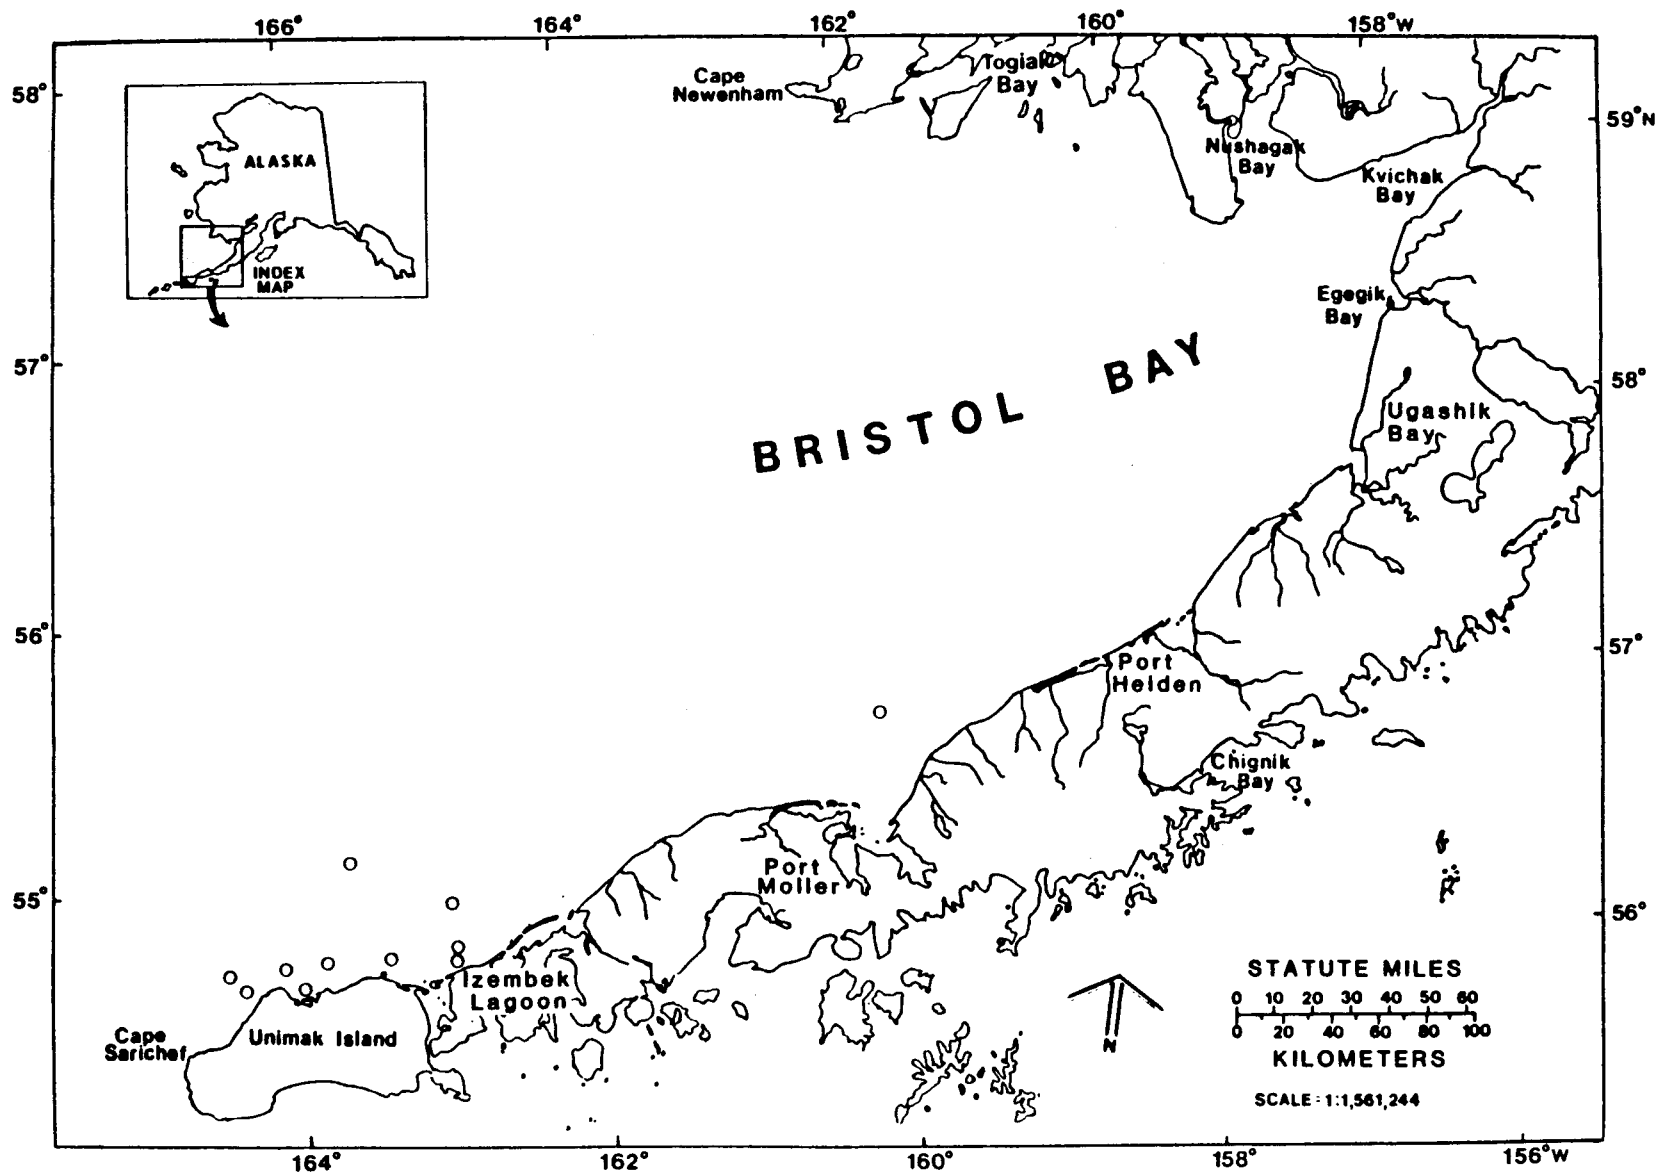 166°
164°
162°
160°
158°W
58°
57°
56°
55°
59°N
58°
57°
56°
164°
162°
160°
158°
156°W
ALASKA
INDEX
MAP
Cape
Newenham
Togiak
Bay
Nushagak
Bay
Kvichak
Bay
Egegik
Bay
Ugashik
Bay
BRISTOL BAY
Port
Heiden
Chignik
Bay
Port
Moller
Izembek
Lagoon
Unimak Island
Cape
Sarichef
N
STATUTE MILES
0 10 20 30 40 50 60
0 20 40 60 80 100
KILOMETERS
SCALE = 1:1,561,244